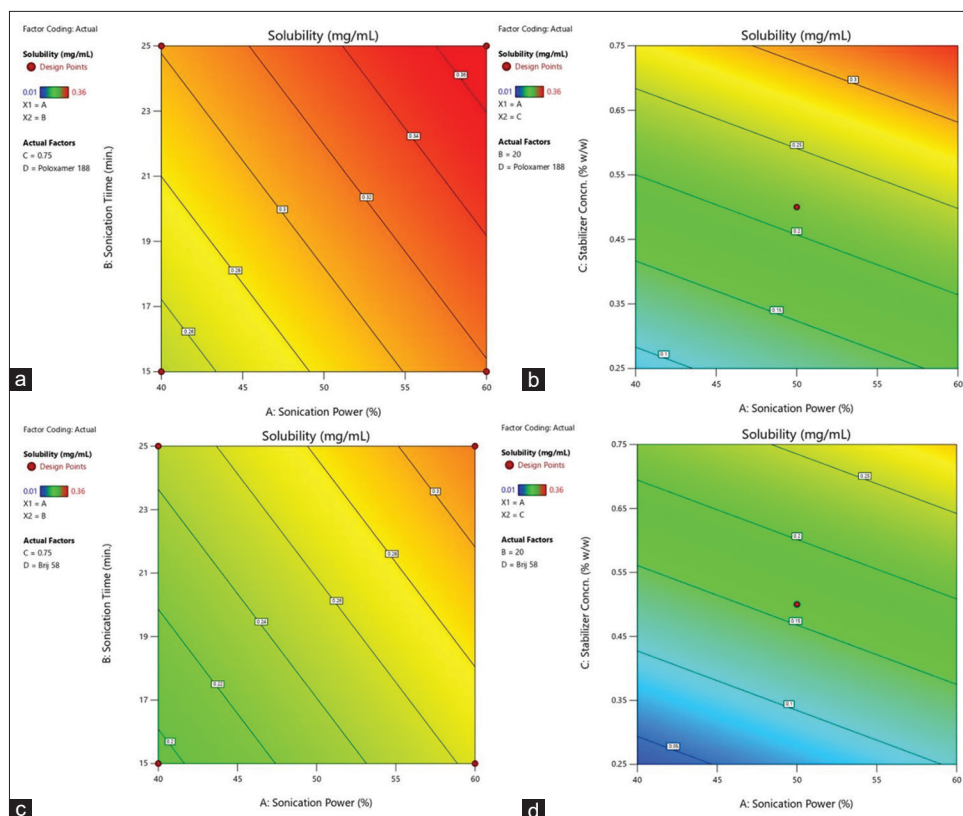 Factor Coding: Actual
Solubility (mg/mL)
Design Points
0.01 0.36
X1 = A
X2 = B
Actual Factors
C = 0.75
D = Poloxamer 188
Solubility (mg/mL)
B: Sonication Tiime (min.)
25
23
21
19
17
15
0.36
0.34
0.32
0.3
0.28
0.26
40
45
50
55
60
A: Sonication Power (%)
a
Factor Coding: Actual
Solubility (mg/mL)
Design Points
0.01 0.36
X1 = A
X2 = C
Actual Factors
B = 20
D = Poloxamer 188
Solubility (mg/mL)
C: Stabilizer Concn. (% w/w)
0.75
0.65
0.55
0.45
0.35
0.25
0.3
0.25
0.2
0.15
0.1
40
45
50
55
60
A: Sonication Power (%)
b
Factor Coding: Actual
Solubility (mg/mL)
Design Points
0.01 0.36
X1 = A
X2 = B
Actual Factors
C = 0.75
D = Brij 58
Solubility (mg/mL)
B: Sonication Tiime (min.)
25
23
21
19
17
15
0.3
0.28
0.26
0.24
0.22
0.2
40
45
50
55
60
A: Sonication Power (%)
c
Factor Coding: Actual
Solubility (mg/mL)
Design Points
0.01 0.36
X1 = A
X2 = C
Actual Factors
B = 20
D = Brij 58
Solubility (mg/mL)
C: Stabilizer Concn. (% w/w)
0.75
0.65
0.55
0.45
0.35
0.25
0.25
0.2
0.15
0.1
0.05
40
45
50
55
60
A: Sonication Power (%)
d